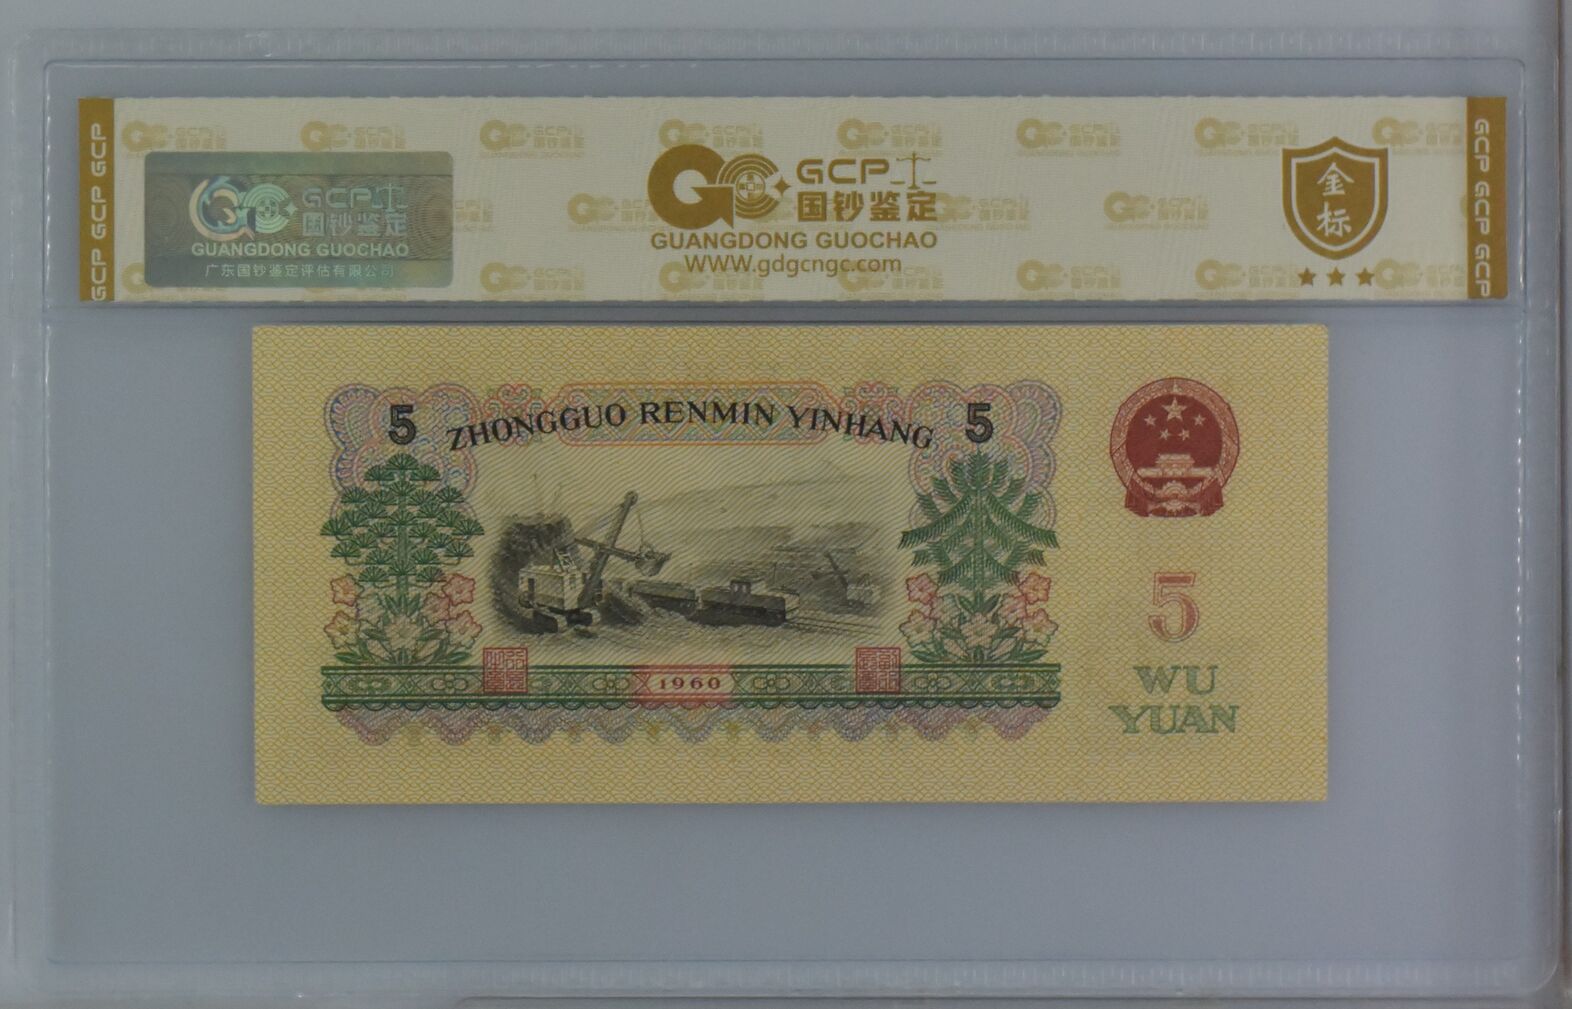 GCP
国钞鉴定
GUANGDONG GUOCHAO
广东国钞鉴定评估有限公司
GCP
国钞鉴定
GUANGDONG GUOCHAO
WWW.gdgcngc.com
金
标
GCP GCP GCP
GCP GCP GCP
5
ZHONGGUO RENMIN YINHANG
5
1960
5
WU
YUAN